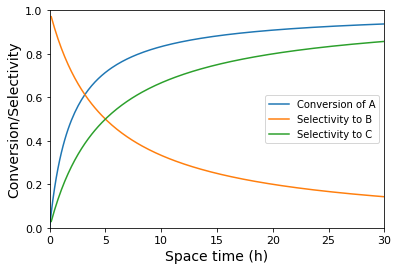 Conversion/Selectivity
1.0
0.8
0.6
0.4
0.2
0.0
Conversion of A
Selectivity to B
Selectivity to C
0 5 10 15 20 25 30
Space time (h)